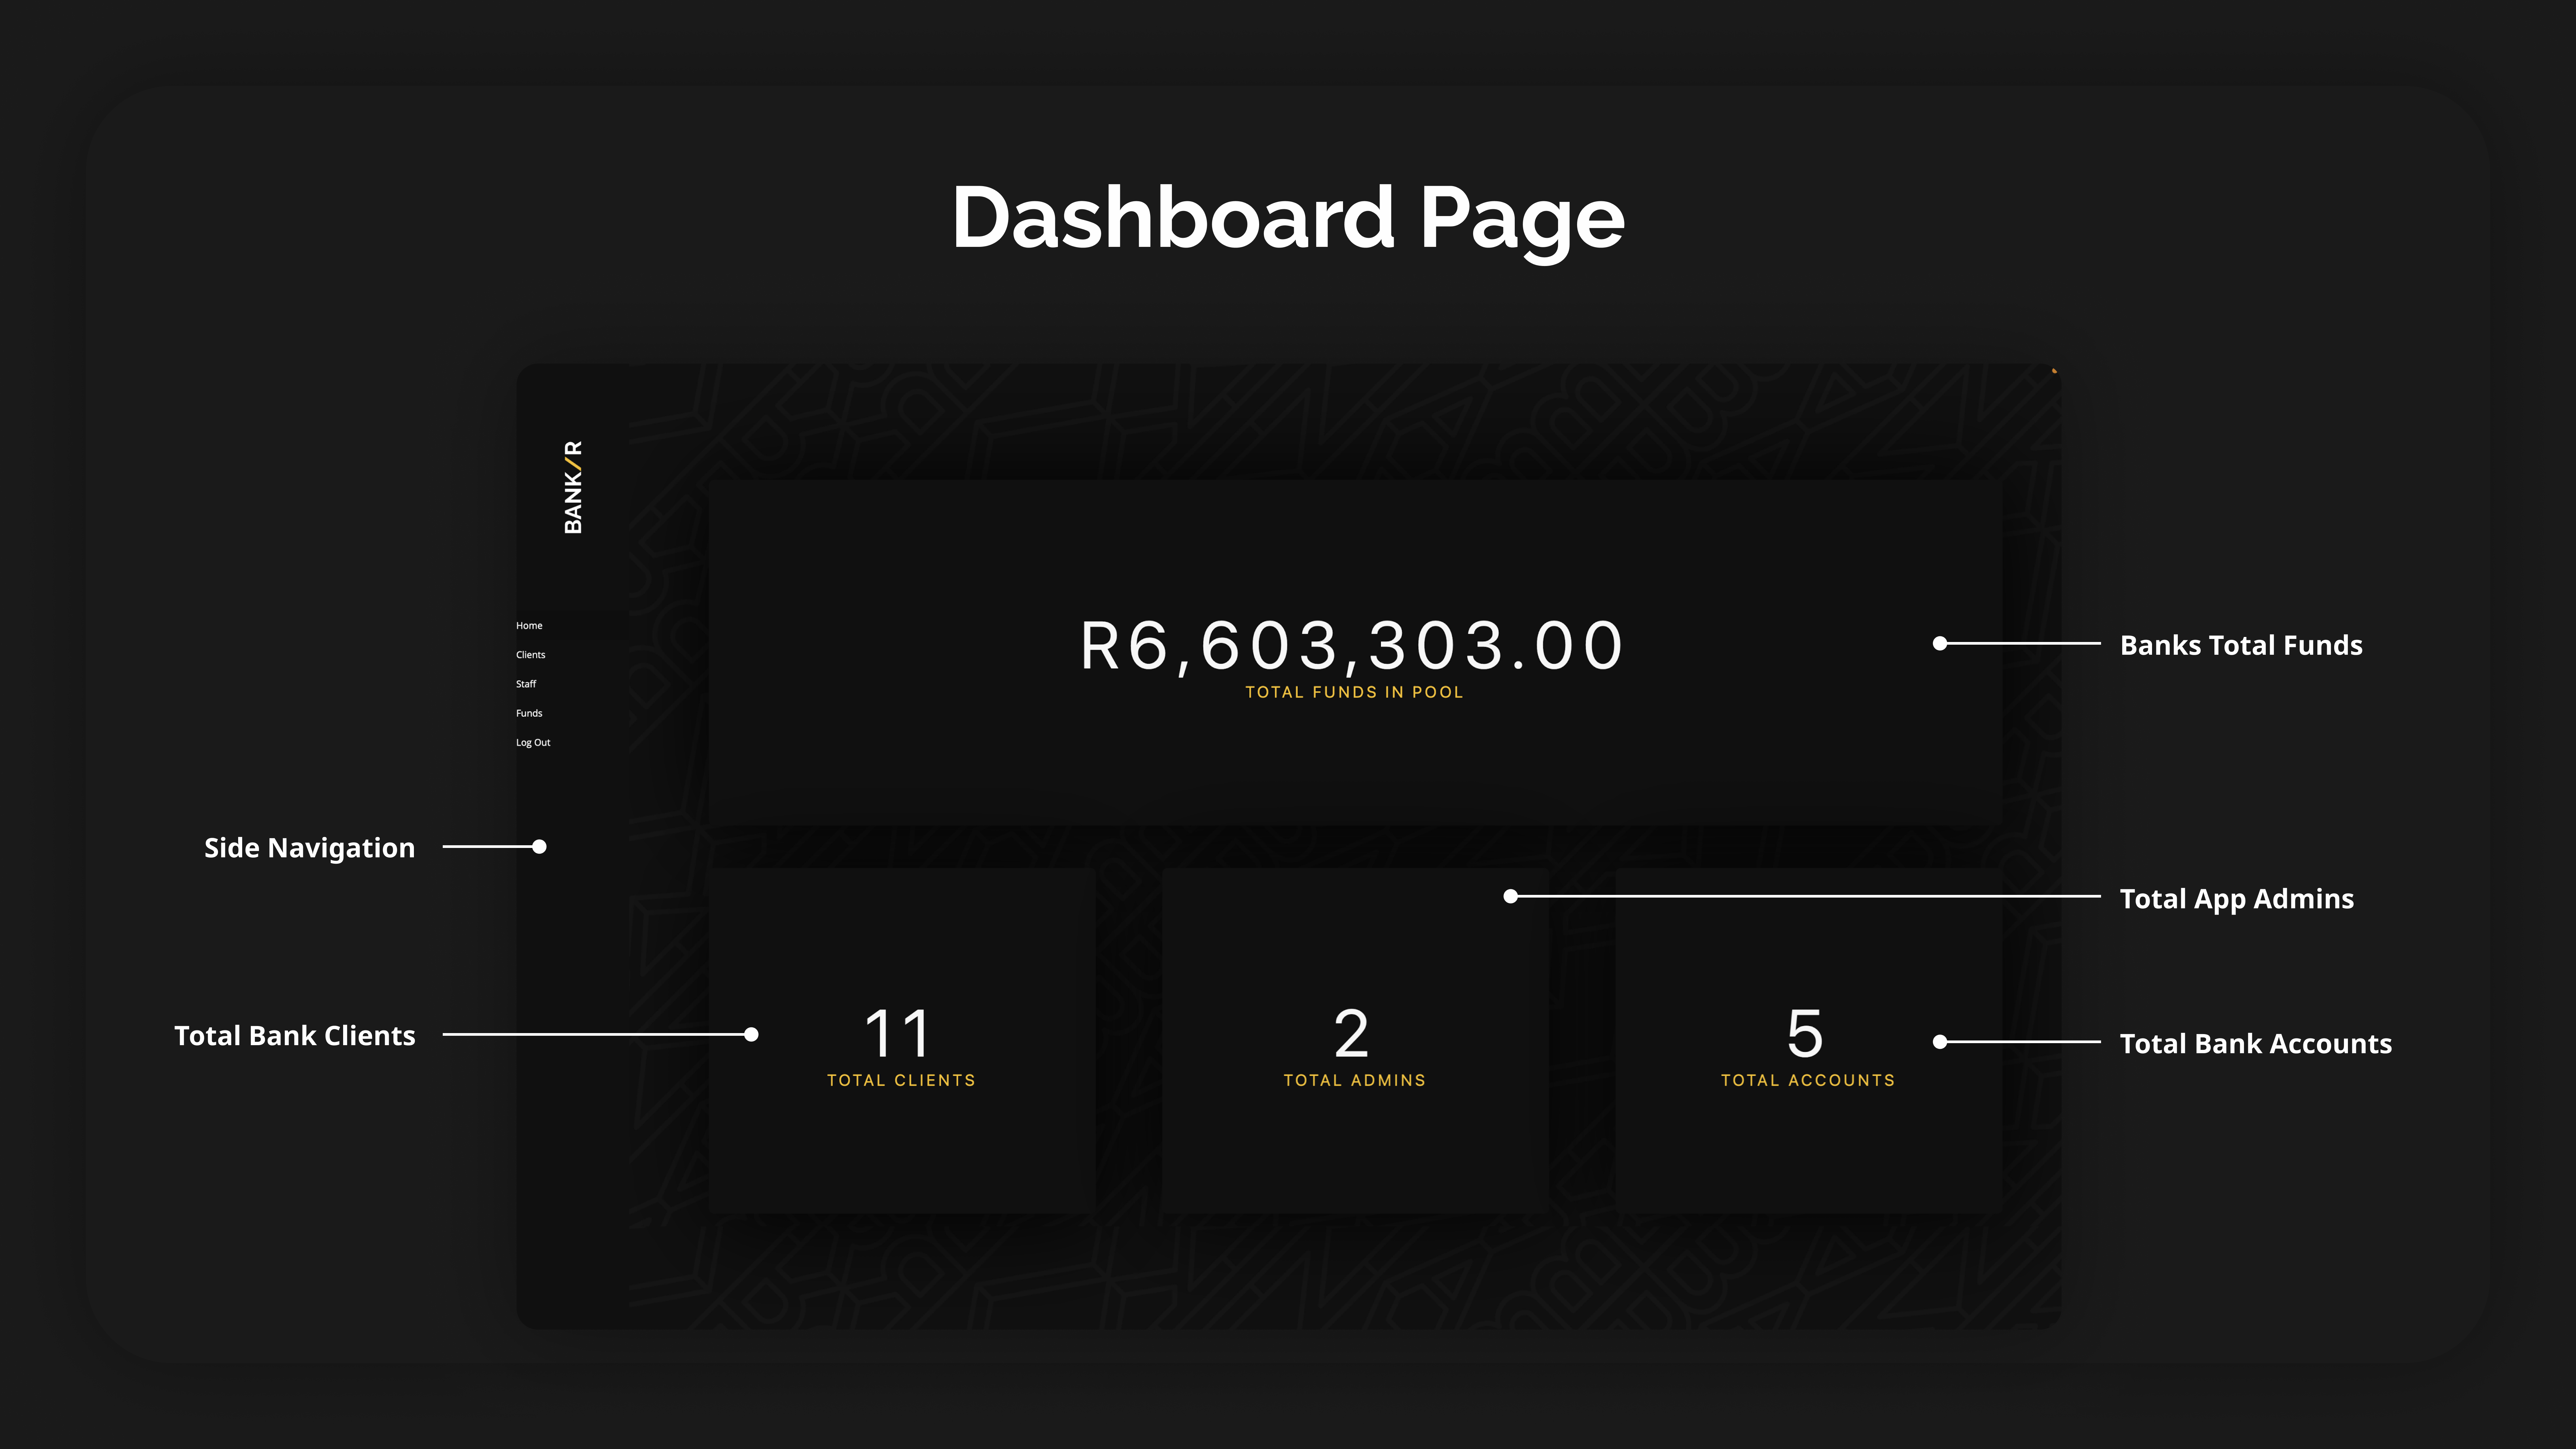 Dashboard Page
BANK/R
Home
Clients
Staff
Funds
Log Out
R6,603,303.00
TOTAL FUNDS IN POOL
Banks Total Funds
Side Navigation
Total App Admins
Total Bank Clients
11
TOTAL CLIENTS
2
TOTAL ADMINS
5
TOTAL ACCOUNTS
Total Bank Accounts